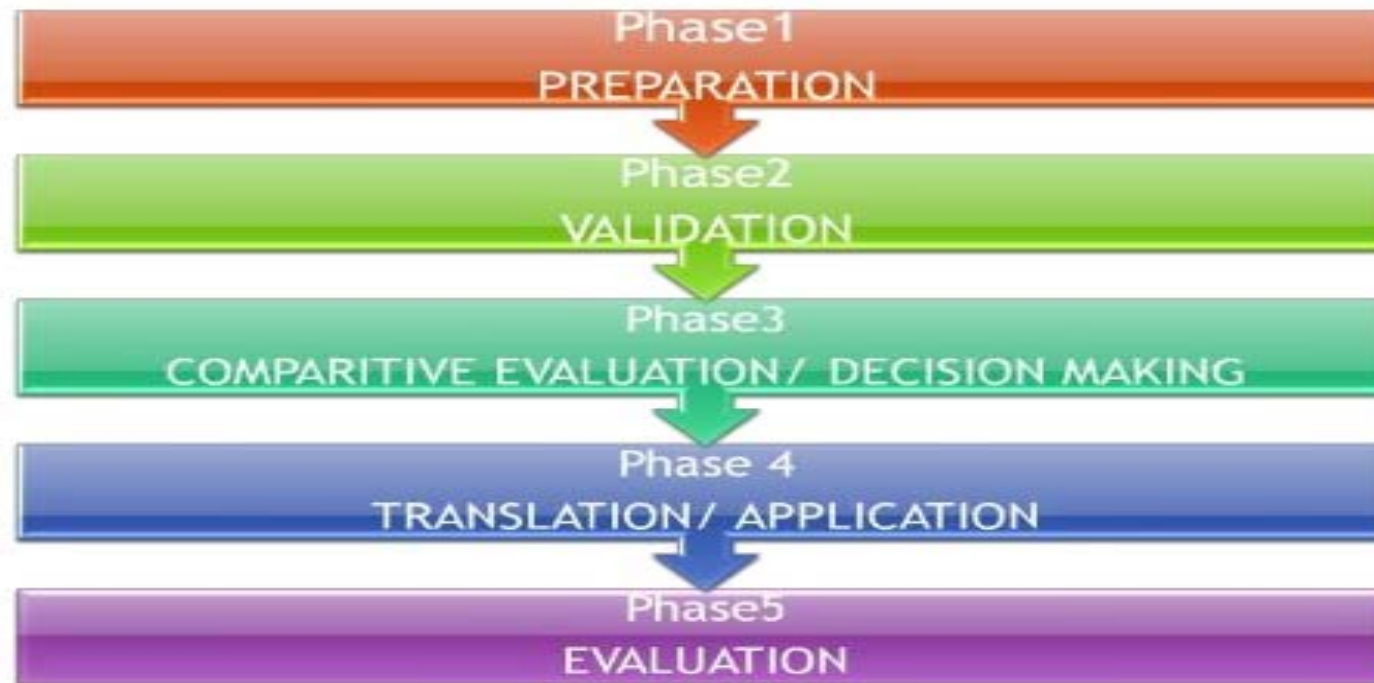 Phase1
PREPARATION
Phase2
VALIDATION
Phase3
COMPARITIVE EVALUATION/ DECISION MAKING
Phase 4
TRANSLATION/ APPLICATION
Phase5
EVALUATION